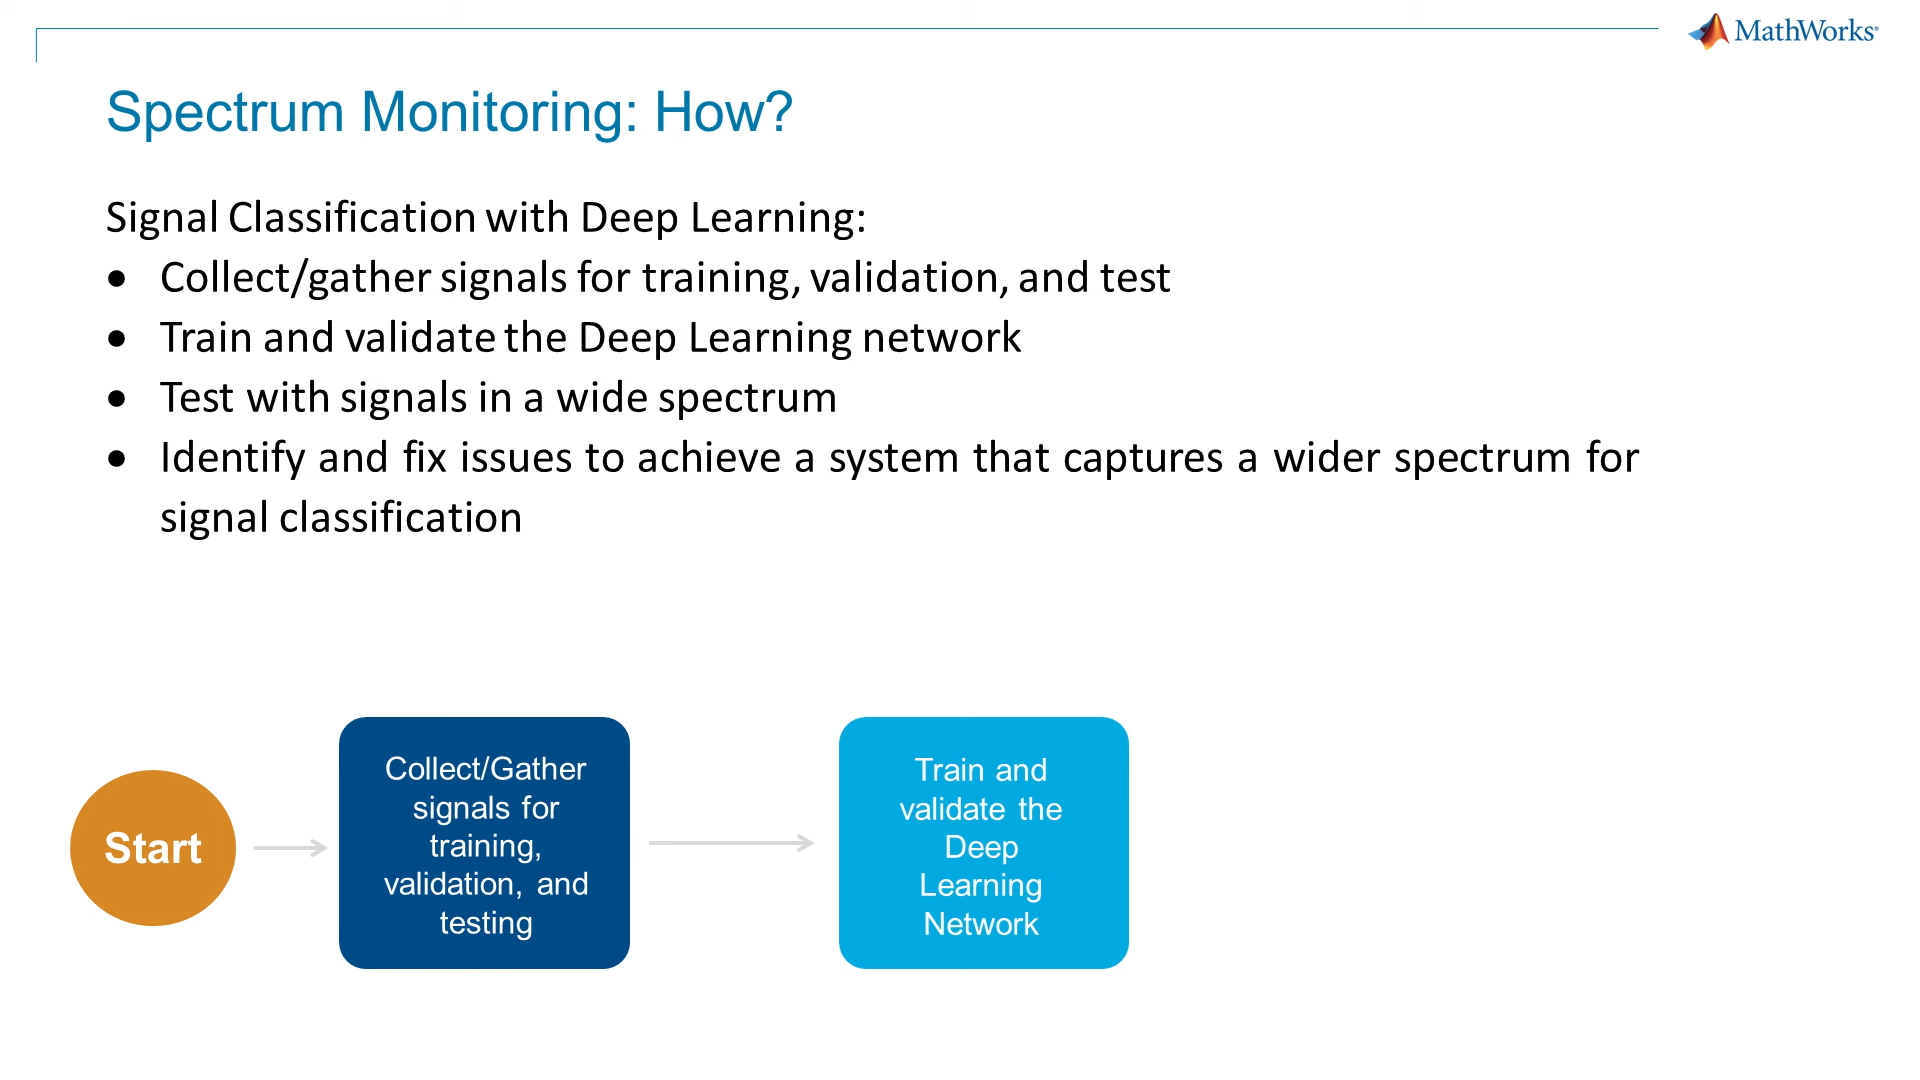 MathWorks®
Spectrum Monitoring: How?
Signal Classification with Deep Learning:
• Collect/gather signals for training, validation, and test
• Train and validate the Deep Learning network
• Test with signals in a wide spectrum
• Identify and fix issues to achieve a system that captures a wider spectrum for
signal classification
Start
Collect/Gather
signals for
training,
validation, and
testing
Train and
validate the
Deep
Learning
Network